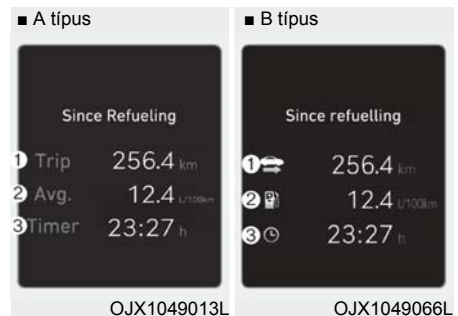 ■ A típus
Since Refueling
1 Trip 256.4 km
2 Avg. 12.4 L/100km
3 Timer 23:27 h
OJX1049013L
■ B típus
Since refuelling
1 256.4 km
2 12.4 L/100km
3 23:27 h
OJX1049066L